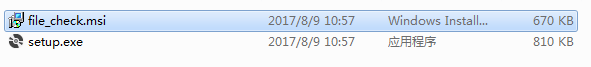 file_check.msi 2017/8/9 10:57 Windows Install... 670 KB
setup.exe 2017/8/9 10:57 应用程序 810 KB